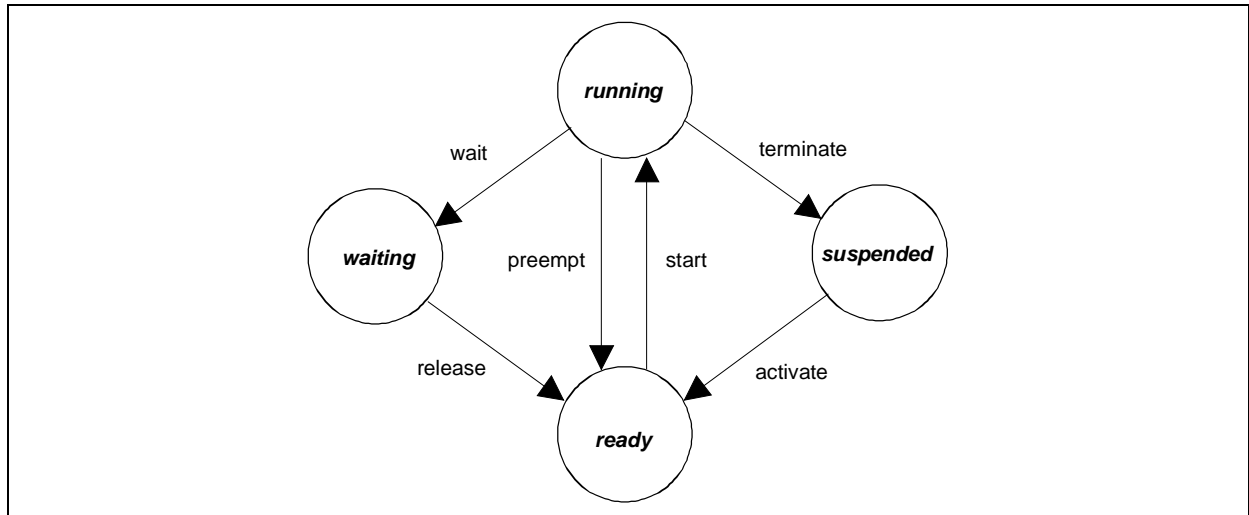 running
wait
terminate
waiting
preempt
start
suspended
release
activate
ready